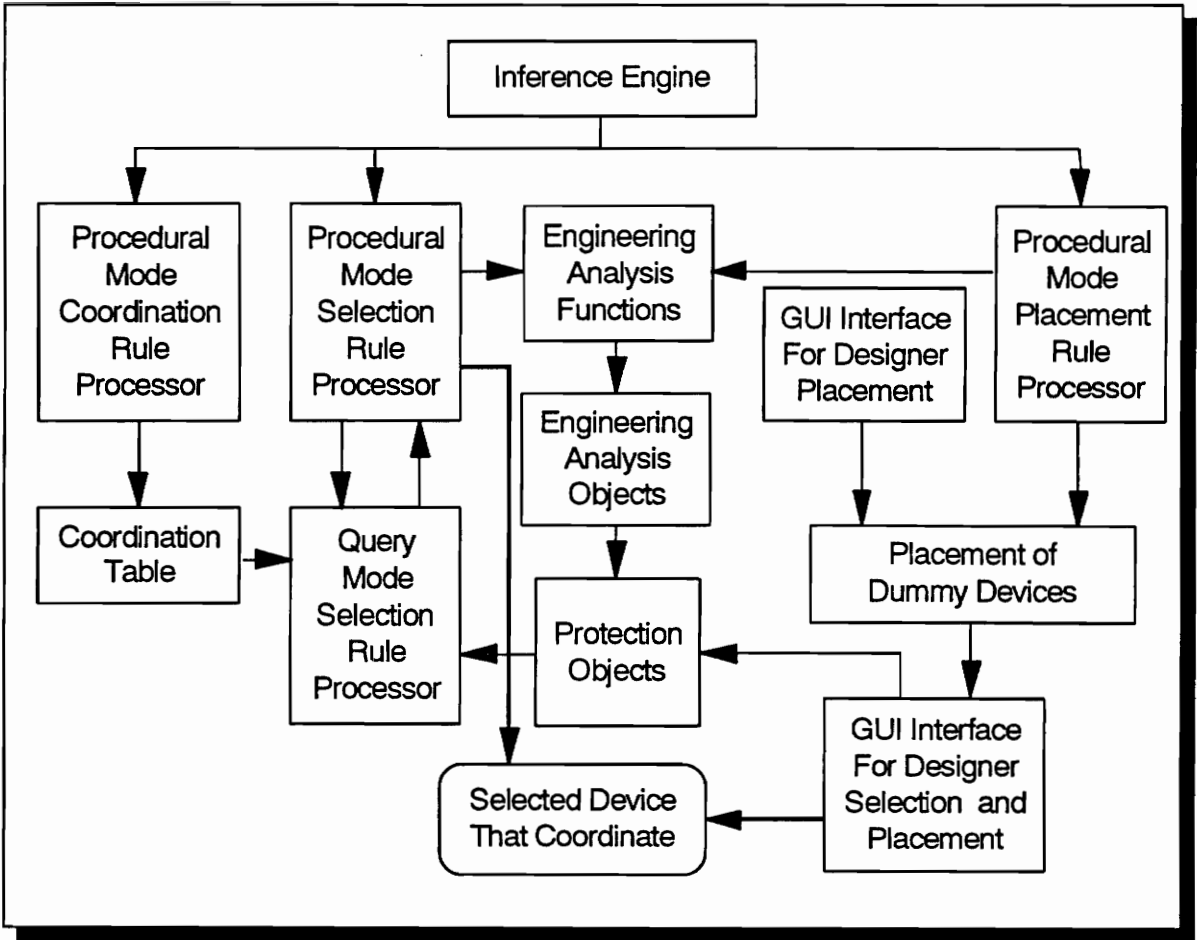 Inference Engine
Procedural
Mode
Coordination
Rule
Processor
Procedural
Mode
Selection
Rule
Processor
Engineering
Analysis
Functions
GUI Interface
For Designer
Placement
Procedural
Mode
Placement
Rule
Processor
Engineering
Analysis
Objects
Coordination
Table
Query
Mode
Selection
Rule
Processor
Protection
Objects
Placement of
Dummy Devices
GUI Interface
For Designer
Selection and
Placement
Selected Device
That Coordinate